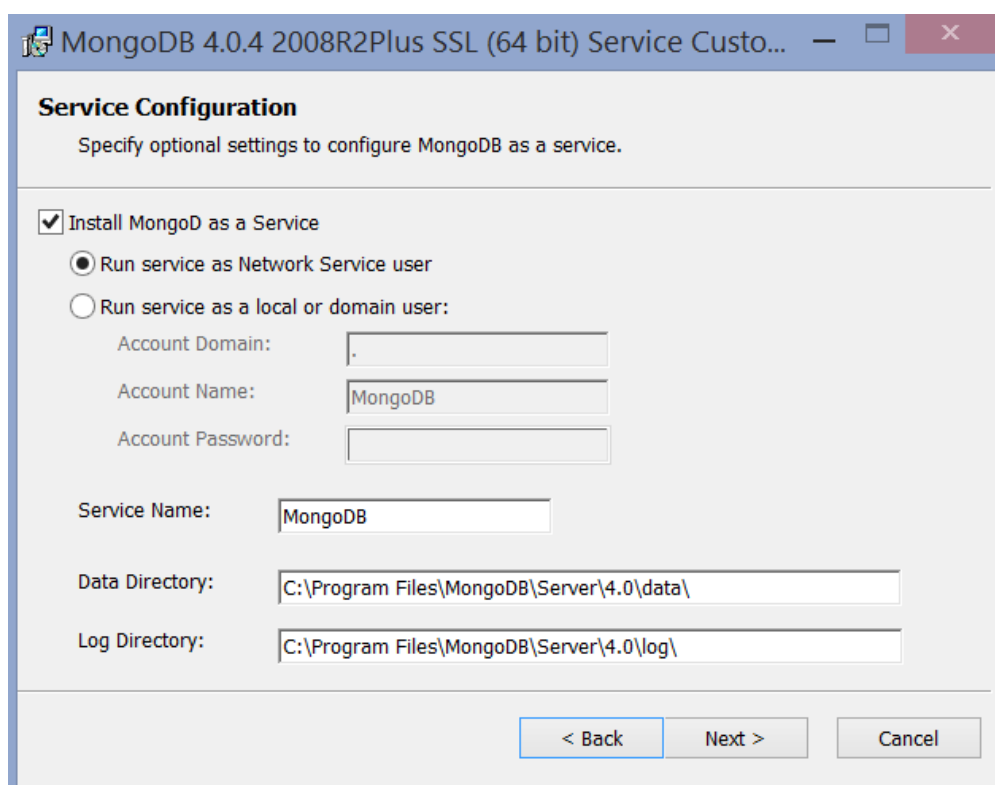 MongoDB 4.0.4 2008R2Plus SSL (64 bit) Service Custo...
Service Configuration
Specify optional settings to configure MongoDB as a service.
Install MongoD as a Service
Run service as Network Service user
Run service as a local or domain user:
Account Domain: .
Account Name: MongoDB
Account Password:
Service Name: MongoDB
Data Directory: C:\Program Files\MongoDB\Server\4.0\data\
Log Directory: C:\Program Files\MongoDB\Server\4.0\log\
< Back Next > Cancel